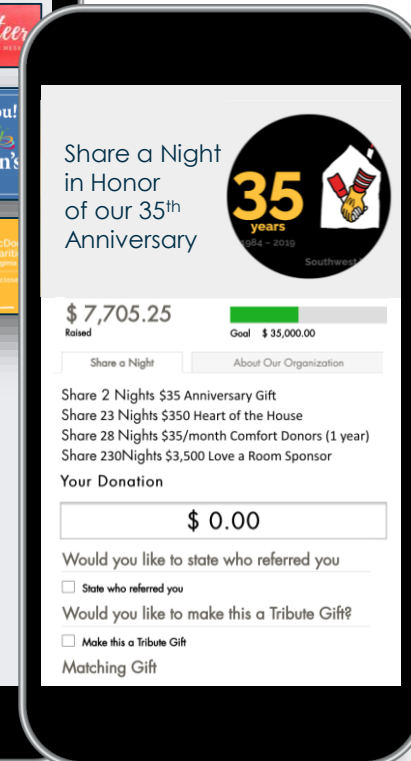 teer
ou!
n's
cDo
arit
Share a Night
in Honor
of our 35th
Anniversary
35
years
1984 – 2019
Southwest
$ 7,705.25
Raised
Goal $ 35,000.00
Share a Night
About Our Organization
Share 2 Nights $35 Anniversary Gift
Share 23 Nights $350 Heart of the House
Share 28 Nights $35/month Comfort Donors (1 year)
Share 230Nights $3,500 Love a Room Sponsor
Your Donation
$ 0.00
Would you like to state who referred you
State who referred you
Would you like to make this a Tribute Gift?
Make this a Tribute Gift
Matching Gift